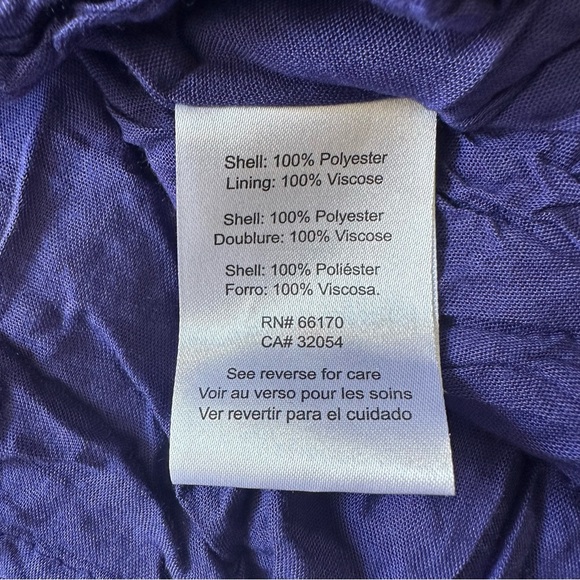 Shell: 100% Polyester
Lining: 100% Viscose
Shell: 100% Polyester
Doublure: 100% Viscose
Shell: 100% Poliéster
Forro: 100% Viscosa.
RN# 66170
CA# 32054
See reverse for care
Voir au verso pour les soins
Ver revertir para el cuidado